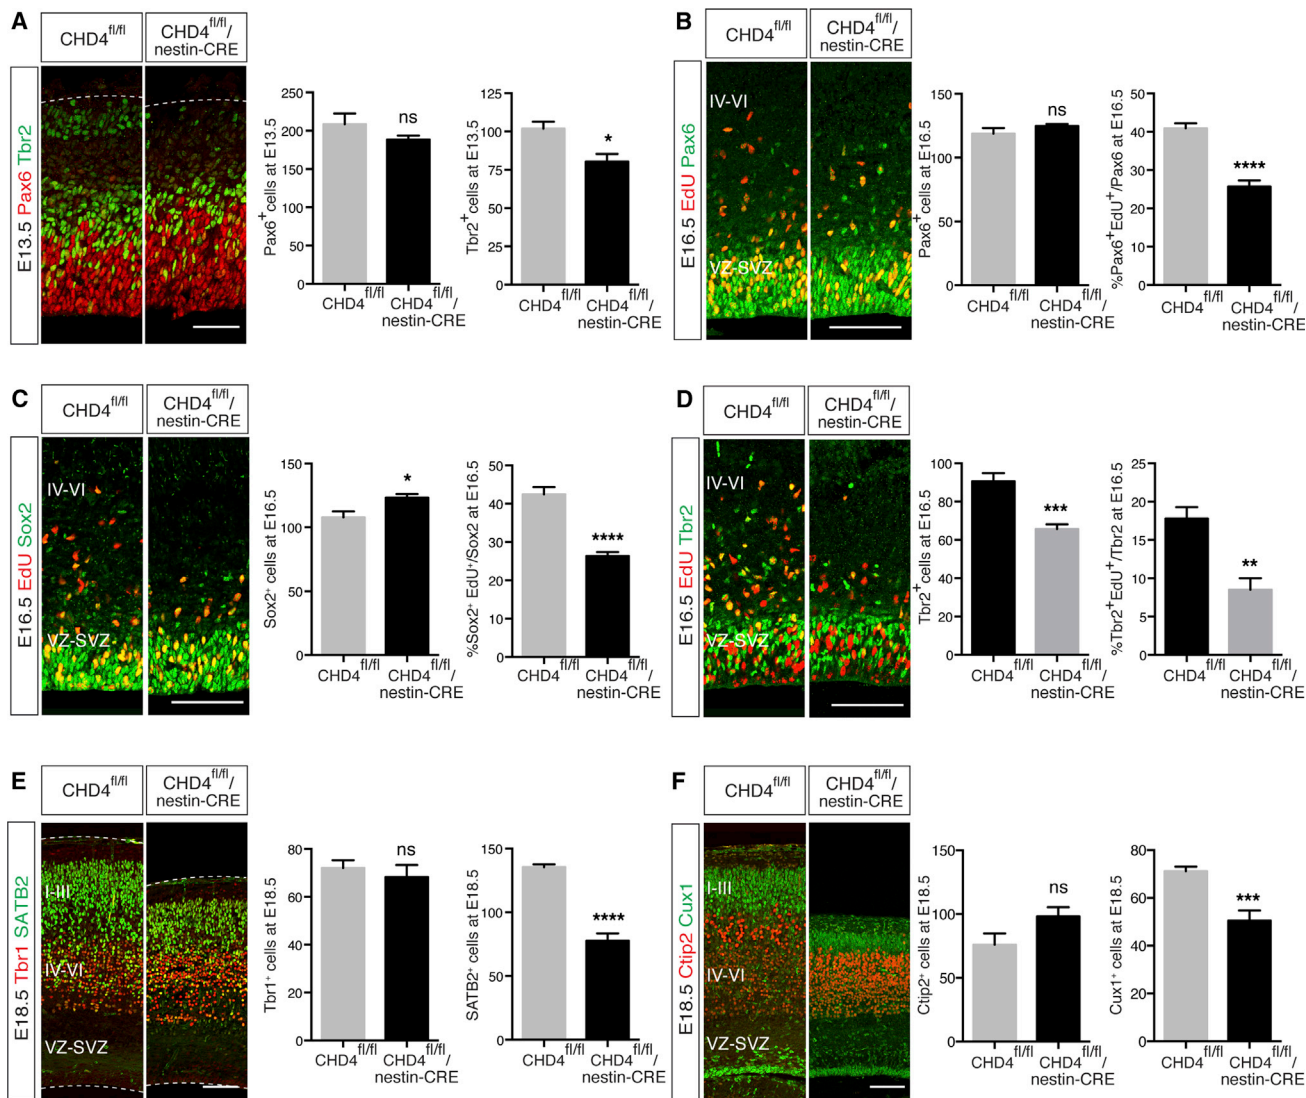 A
CHD4fl/fl
CHD4fl/fl/
nestin-CRE
E13.5 Pax6 Tbr2
Pax6+ cells at E13.5
250
200
150
100
50
0
ns
CHD4fl/fl
CHD4fl/fl/
nestin-CRE
Tbr2+ cells at E13.5
125
100
75
50
25
0
*
CHD4fl/fl
CHD4fl/fl/
nestin-CRE
B
CHD4fl/fl
CHD4fl/fl/
nestin-CRE
E16.5 EdU Pax6
IV-VI
VZ-SVZ
Pax6+ cells at E16.5
150
100
50
0
ns
CHD4fl/fl
CHD4fl/fl/
nestin-CRE
%Pax6+EdU+/Pax6 at E16.5
50
40
30
20
10
0
****
CHD4fl/fl
CHD4fl/fl/
nestin-CRE
C
CHD4fl/fl
CHD4fl/fl/
nestin-CRE
E16.5 EdU Sox2
IV-VI
VZ-SVZ
Sox2+ cells at E16.5
150
100
50
0
*
CHD4fl/fl
CHD4fl/fl/
nestin-CRE
%Sox2+ EdU+/Sox2 at E16.5
50
40
30
20
10
0
****
CHD4fl/fl
CHD4fl/fl/
nestin-CRE
D
CHD4fl/fl
CHD4fl/fl/
nestin-CRE
E16.5 EdU Tbr2
IV-VI
VZ-SVZ
Tbr2+ cells at E16.5
100
80
60
40
20
0
***
CHD4fl/fl
CHD4fl/fl/
nestin-CRE
%Tbr2+EdU+/Tbr2 at E16.5
25
20
15
10
5
0
**
CHD4fl/fl
CHD4fl/fl/
nestin-CRE
E
CHD4fl/fl
CHD4fl/fl/
nestin-CRE
E18.5 Tbr1 SATB2
I-III
IV-VI
VZ-SVZ
Tbr1+ cells at E18.5
80
60
40
20
0
ns
CHD4fl/fl
CHD4fl/fl/
nestin-CRE
SATB2+ cells at E18.5
150
100
50
0
****
CHD4fl/fl
CHD4fl/fl/
nestin-CRE
F
CHD4fl/fl
CHD4fl/fl/
nestin-CRE
E18.5 Ctip2 Cux1
I-III
IV-VI
VZ-SVZ
Ctip2+ cells at E18.5
150
100
50
0
ns
CHD4fl/fl
CHD4fl/fl/
nestin-CRE
Cux1+ cells at E18.5
80
60
40
20
0
***
CHD4fl/fl
CHD4fl/fl/
nestin-CRE